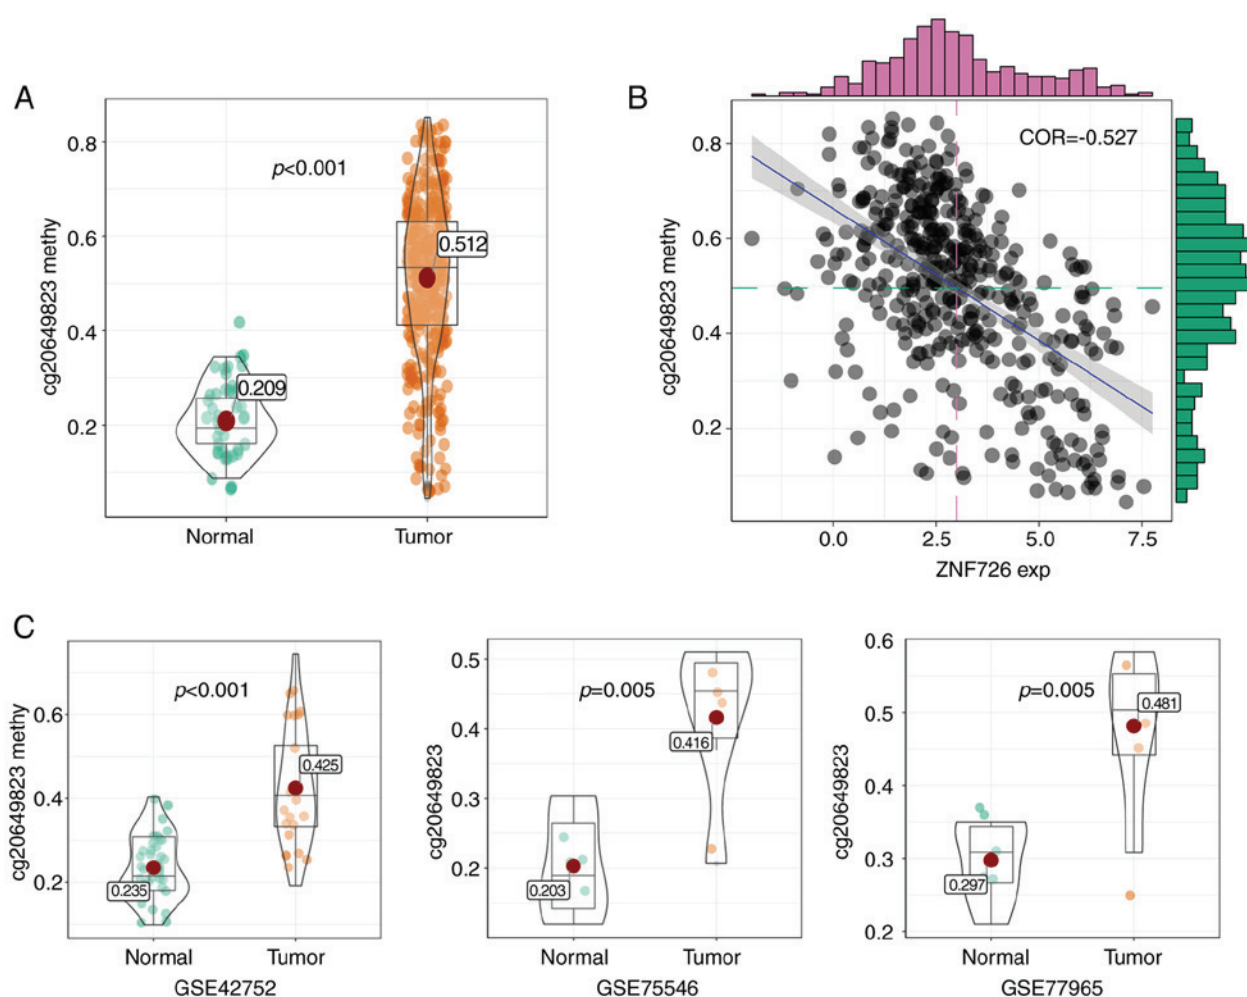 A
cg20649823 methy
0.8
0.6
0.4
0.2
p<0.001
0.209
0.512
Normal
Tumor
B
cg20649823 methy
0.8
0.6
0.4
0.2
COR=-0.527
0.0
2.5
5.0
7.5
ZNF726 exp
C
cg20649823 methy
0.6
0.4
0.2
p<0.001
0.235
0.425
Normal
Tumor
GSE42752
cg20649823
0.5
0.4
0.3
0.2
p=0.005
0.203
0.416
Normal
Tumor
GSE75546
cg20649823
0.6
0.5
0.4
0.3
0.2
p=0.005
0.297
0.481
Normal
Tumor
GSE77965